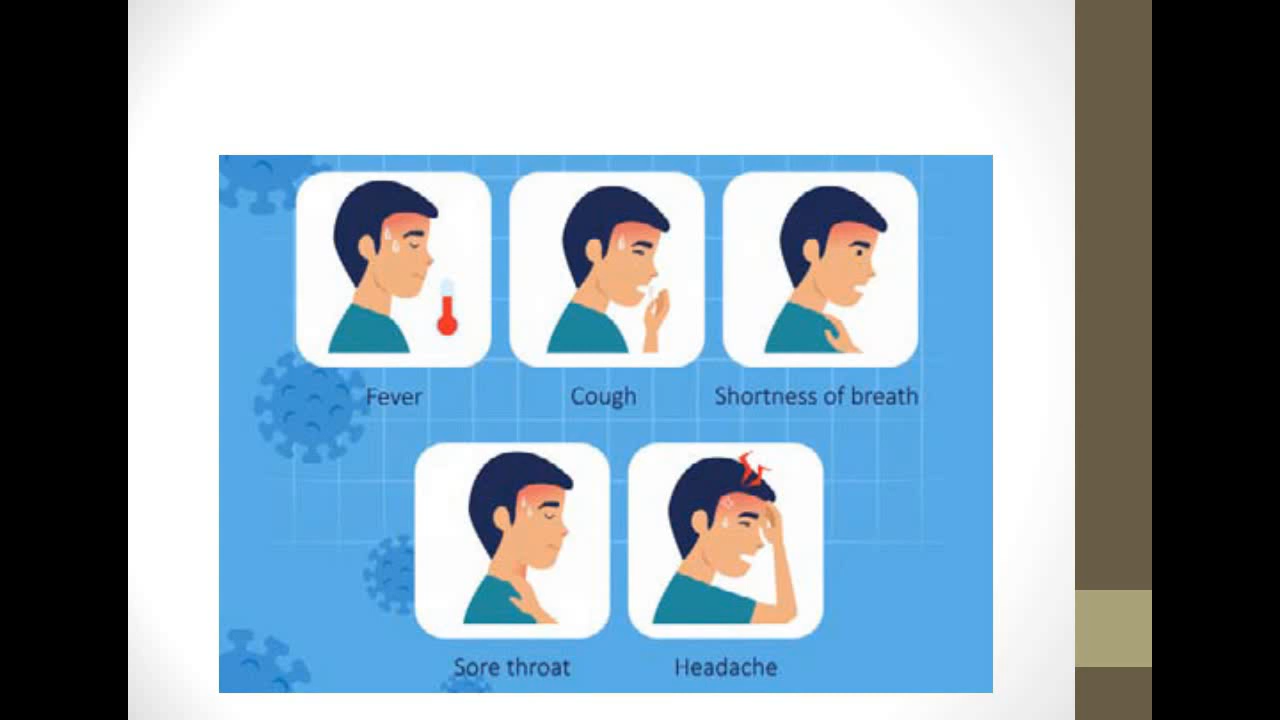 Fever
Cough
Shortness of breath
Sore throat
Headache